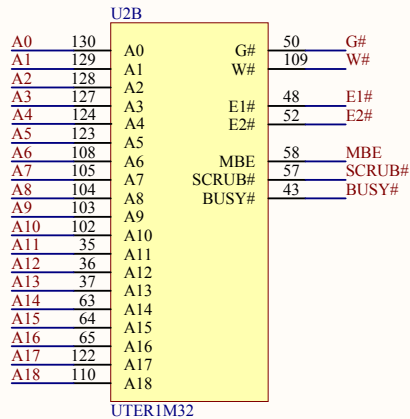 U2B
A0 130 A0 G# 50 G#
A1 129 A1 W# 109 W#
A2 128 A2
A3 127 A3 E1# 48 E1#
A4 124 A4 E2# 52 E2#
A5 123 A5
A6 108 A6 MBE 58 MBE
A7 105 A7 SCRUB# 57 SCRUB#
A8 104 A8 BUSY# 43 BUSY#
A9 103 A9
A10 102 A10
A11 35 A11
A12 36 A12
A13 37 A13
A14 63 A14
A15 64 A15
A16 65 A16
A17 122 A17
A18 110 A18
UTER1M32